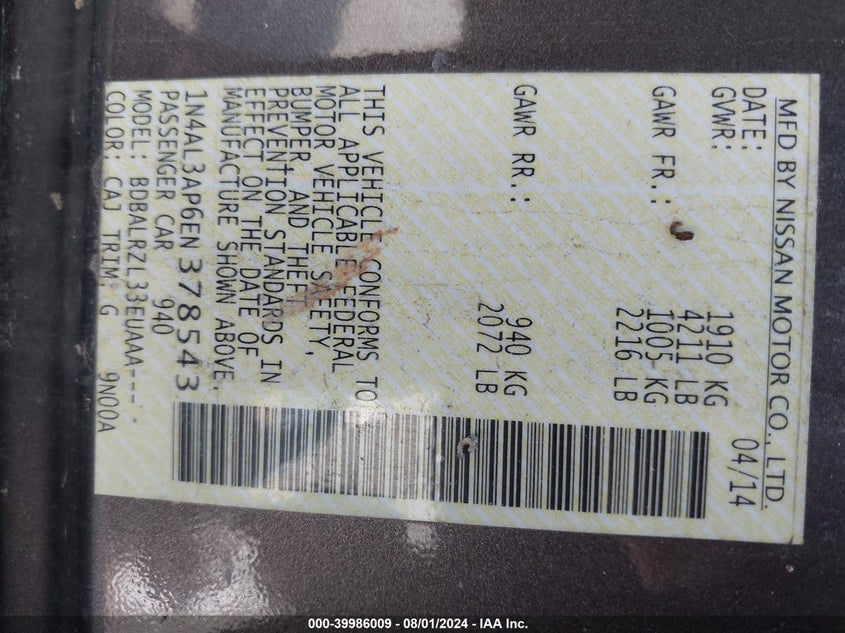 MFD BY NISSAN MOTOR CO., LTD.
DATE: 04/14
GVWR: 1910 KG
4211 LB
GAWR FR.: 1005 KG
2216 LB
GAWR RR.: 940 KG
2072 LB
THIS VEHICLE CONFORMS TO
ALL APPLICABLE FEDERAL
MOTOR VEHICLE SAFETY,
BUMPER AND THEFT
PREVENTION STANDARDS IN
EFFECT ON THE DATE OF
MANUFACTURE SHOWN ABOVE.
1N4AL3AP6EN378543
PASSENGER CAR 940
MODEL: BDBALRZL33EUAAA---
COLOR: CAJ TRIM: G 9N00A
000-39986009 - 08/01/2024 - IAA Inc.